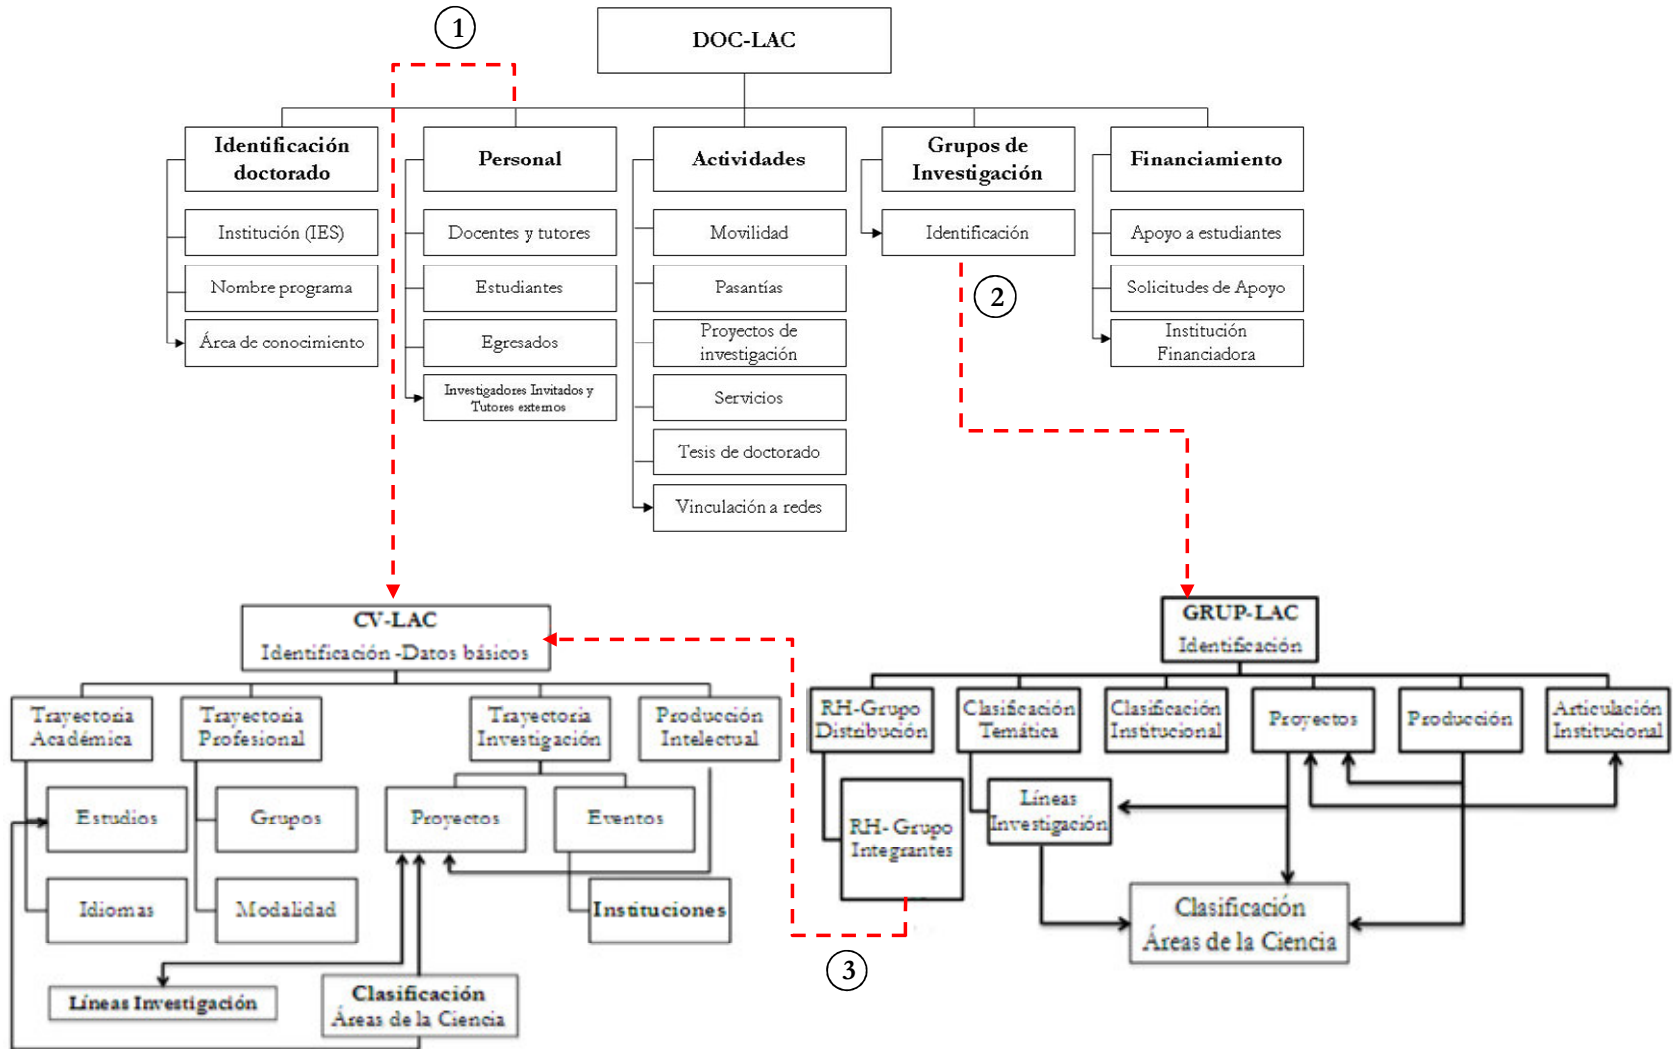 1
DOC-LAC
Identificación
doctorado
Institución (IES)
Nombre programa
Área de conocimiento
Personal
Docentes y tutores
Estudiantes
Egresados
Investigadores Invitados y
Tutores externos
Actividades
Movilidad
Pasantías
Proyectos de
investigación
Servicios
Tesis de doctorado
Vinculación a redes
Grupos de
Investigación
Identificación
2
Financiamiento
Apoyo a estudiantes
Solicitudes de Apoyo
Institución
Financiadora
CV-LAC
Identificación -Datos básicos
Trayectoria
Académica
Estudios
Idiomas
Trayectoria
Profesional
Grupos
Modalidad
Trayectoria
Investigación
Proyectos
Eventos
Instituciones
Producción
Intelectual
Líneas Investigación
Clasificación
Áreas de la Ciencia
3
GRUP-LAC
Identificación
RH-Grupo
Distribución
RH- Grupo
Integrantes
Clasificación
Temática
Líneas
Investigación
Clasificación
Institucional
Proyectos
Producción
Articulación
Institucional
Clasificación
Áreas de la Ciencia